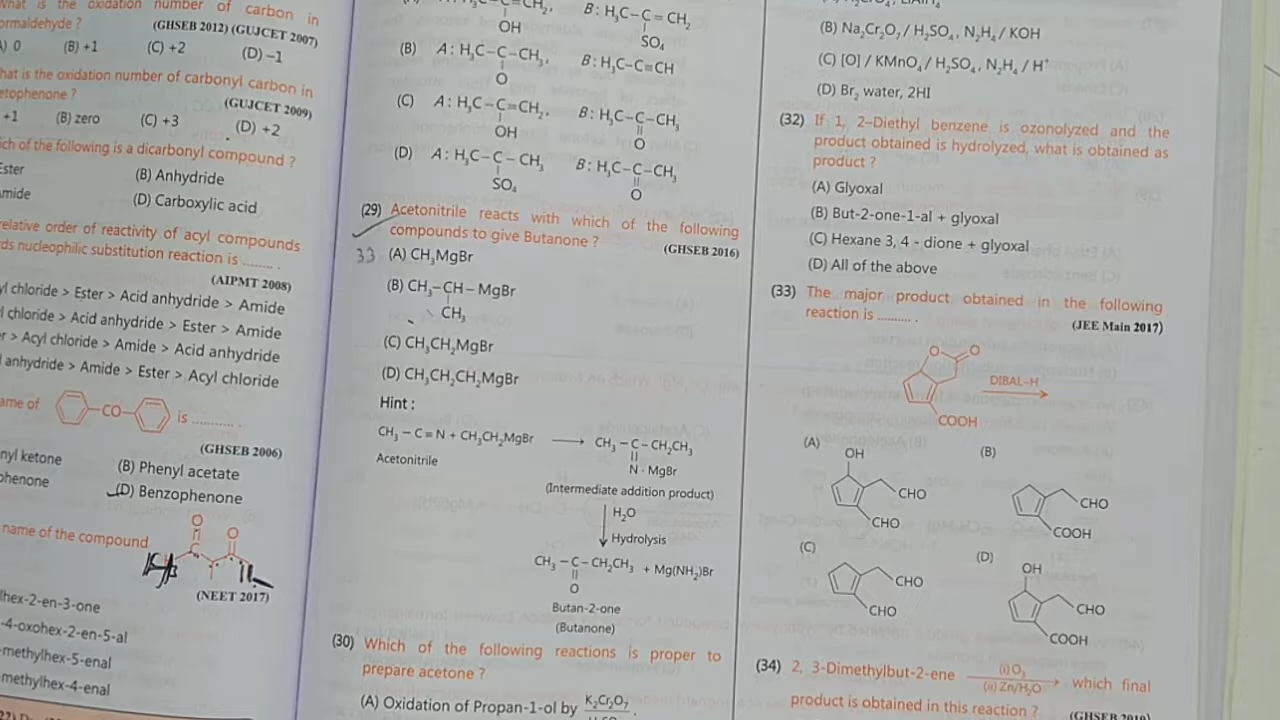 What is the oxidation number of carbon in
ormaldehyde ? (GHSEB 2012) (GUJCET 2007)
A) 0 (B) +1 (C) +2 (D) –1
hat is the oxidation number of carbonyl carbon in
etophenone ? (GUJCET 2009)
+1 (B) zero (C) +3 (D) +2
ich of the following is a dicarbonyl compound ?
Ester (B) Anhydride
mide (D) Carboxylic acid
relative order of reactivity of acyl compounds
ds nucleophilic substitution reaction is ........ .
(AIPMT 2008)
yl chloride > Ester > Acid anhydride > Amide
l chloride > Acid anhydride > Ester > Amide
r > Acyl chloride > Amide > Acid anhydride
anhydride > Amide > Ester > Acyl chloride
ame of –CO– is ........... .
(GHSEB 2006)
nyl ketone (B) Phenyl acetate
phenone (D) Benzophenone
name of the compound
O O
(NEET 2017)
lhex-2-en-3-one
-4-oxohex-2-en-5-al
-methylhex-5-enal
methylhex-4-enal
OH B : H₃C–C=CH₂
SO₄
(B) A : H₃C–C–CH₃, B : H₃C–C≡CH
O
(C) A : H₃C–C=CH₂, B : H₃C–C–CH₃
OH O
(D) A : H₃C–C–CH₃ B : H₃C–C–CH₃
SO₄ O
(29) Acetonitrile reacts with which of the following
compounds to give Butanone ? (GHSEB 2016)
33 (A) CH₃MgBr
(B) CH₃–CH–MgBr
CH₃
(C) CH₃CH₂MgBr
(D) CH₃CH₂CH₂MgBr
Hint :
CH₃–C≡N + CH₃CH₂MgBr ⟶ CH₃–C–CH₂CH₃
Acetonitrile N·MgBr
(Intermediate addition product)
H₂O
Hydrolysis
CH₃–C–CH₂CH₃ + Mg(NH₂)Br
O
Butan-2-one
(Butanone)
(30) Which of the following reactions is proper to
prepare acetone ?
(A) Oxidation of Propan-1-ol by K₂Cr₂O₇
(B) Na₂Cr₂O₇ / H₂SO₄, N₂H₄ / KOH
(C) [O] / KMnO₄ / H₂SO₄, N₂H₄ / H⁺
(D) Br₂ water, 2HI
(32) If 1, 2–Diethyl benzene is ozonolyzed and the
product obtained is hydrolyzed, what is obtained as
product ?
(A) Glyoxal
(B) But-2-one-1-al + glyoxal
(C) Hexane 3, 4 - dione + glyoxal
(D) All of the above
(33) The major product obtained in the following
reaction is .......... . (JEE Main 2017)
O O
DIBAL–H
COOH
(A) OH CHO CHO
(B) CHO COOH
(C) CHO CHO
(D) OH CHO COOH
(34) 2, 3-Dimethylbut-2-ene (i) O₃ (ii) Zn/H₂O which final
product is obtained in this reaction ?